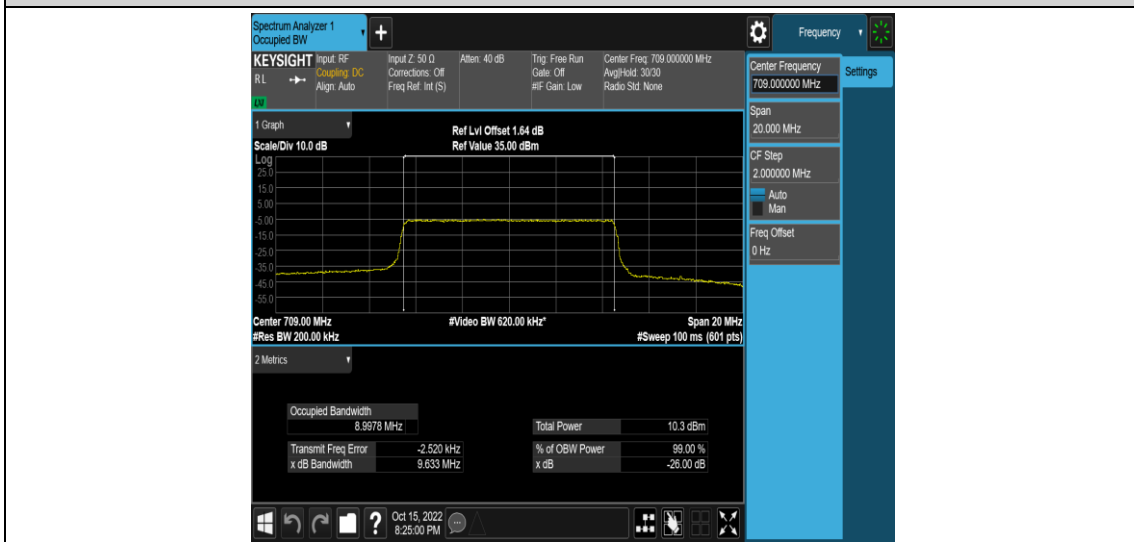 Spectrum Analyzer 1
Occupied BW
+
Frequency
KEYSIGHT
RL
Input: RF
Coupling: DC
Align: Auto
Input Z: 50 Ω
Corrections: Off
Freq Ref: Int (S)
Atten: 40 dB
Trig: Free Run
Gate: Off
#IF Gain: Low
Center Freq: 709.000000 MHz
Avg|Hold: 30/30
Radio Std: None
Center Frequency
709.000000 MHz
Settings
Span
20.000 MHz
CF Step
2.000000 MHz
Auto
Man
Freq Offset
0 Hz
1 Graph
Ref Lvl Offset 1.64 dB
Scale/Div 10.0 dB
Ref Value 35.00 dBm
Log
25.0
15.0
5.00
-5.00
-15.0
-25.0
-35.0
-45.0
-55.0
Center 709.00 MHz
#Video BW 620.00 kHz*
Span 20 MHz
#Res BW 200.00 kHz
#Sweep 100 ms (601 pts)
2 Metrics
Occupied Bandwidth
8.9978 MHz
Total Power 10.3 dBm
Transmit Freq Error -2.520 kHz
% of OBW Power 99.00 %
x dB Bandwidth 9.633 MHz
x dB -26.00 dB
?
Oct 15, 2022
8:25:00 PM